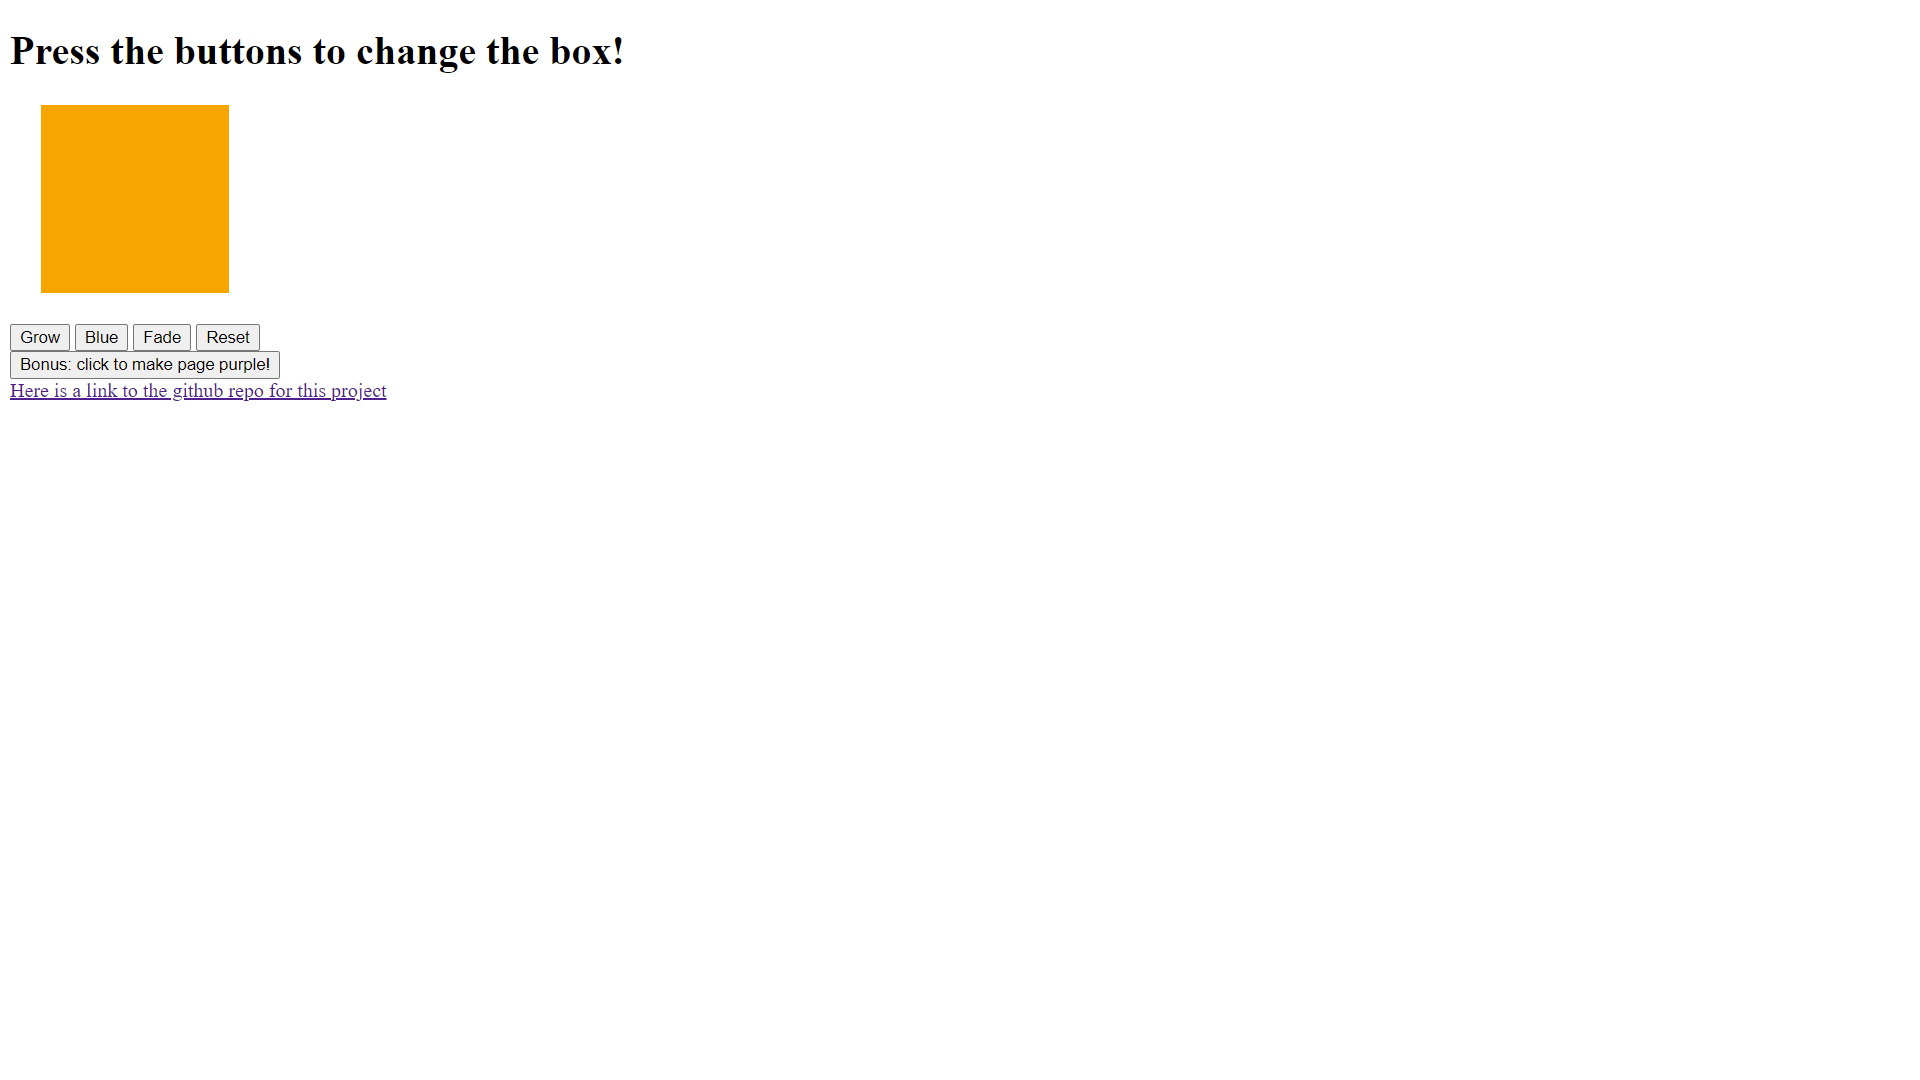 Press the buttons to change the box!
Grow Blue Fade Reset
Bonus: click to make page purple!
Here is a link to the github repo for this project